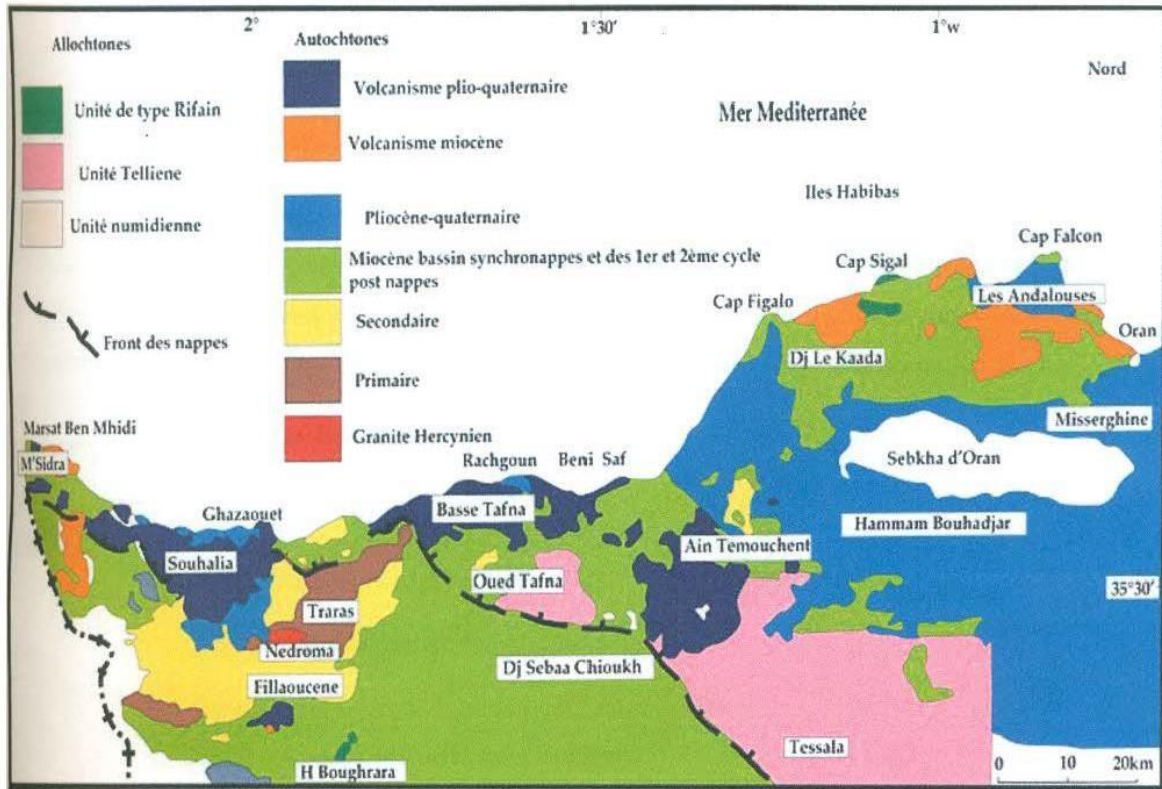 2°
1°30'
1°w
Allochtones
Autochtones
Nord
Unité de type Rifain
Unité Telliene
Unité numidienne
Front des nappes
Volcanisme plio-quaternaire
Volcanisme miocène
Pliocène-quaternaire
Miocène bassin synchronappes et des 1er et 2ème cycle
post nappes
Secondaire
Primaire
Granite Hercynien
Mer Mediterranée
Iles Habibas
Cap Falcon
Cap Sigal
Cap Figalo
Les Andalouses
Oran
Dj Le Kaada
Misserghine
Sebkha d'Oran
Marsat Ben Mhidi
M'Sidra
Rachgoun
Beni Saf
Ghazaouet
Basse Tafna
Hammam Bouhadjar
Souhalia
Ain Temouchent
Oued Tafna
35°30'
Traras
Nedroma
Dj Sebaa Chioukh
Fillaoucene
Tessala
H Boughrara
0 10 20km